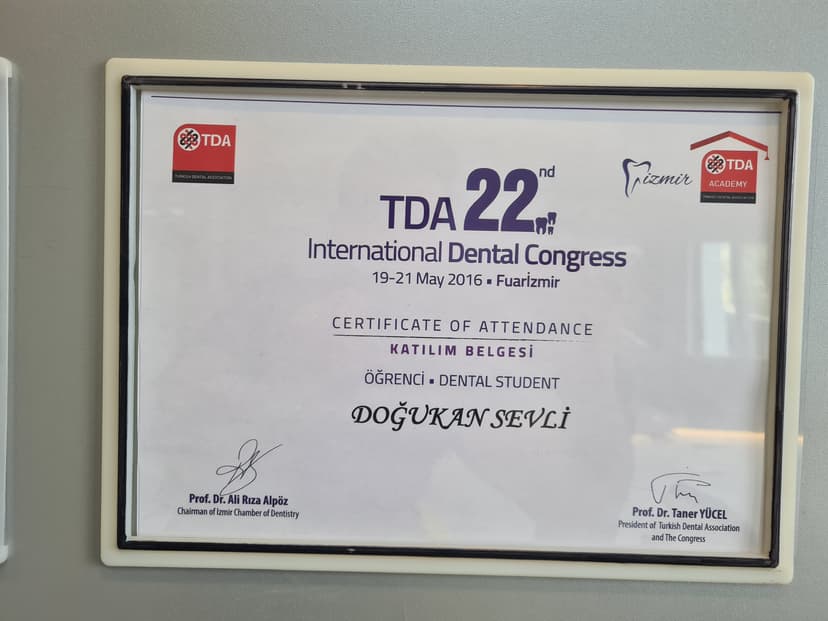 TDA
TURKISH DENTAL ASSOCIATION
izmir
TDA
ACADEMY
TDA 22nd
International Dental Congress
19-21 May 2016 ▪ Fuarİzmir
CERTIFICATE OF ATTENDANCE
KATILIM BELGESİ
ÖĞRENCİ ▪ DENTAL STUDENT
DOĞUKAN SEVLİ
Prof. Dr. Ali Rıza Alpöz
Chairman of Izmir Chamber of Dentistry
Prof. Dr. Taner YÜCEL
President of Turkish Dental Association
and The Congress